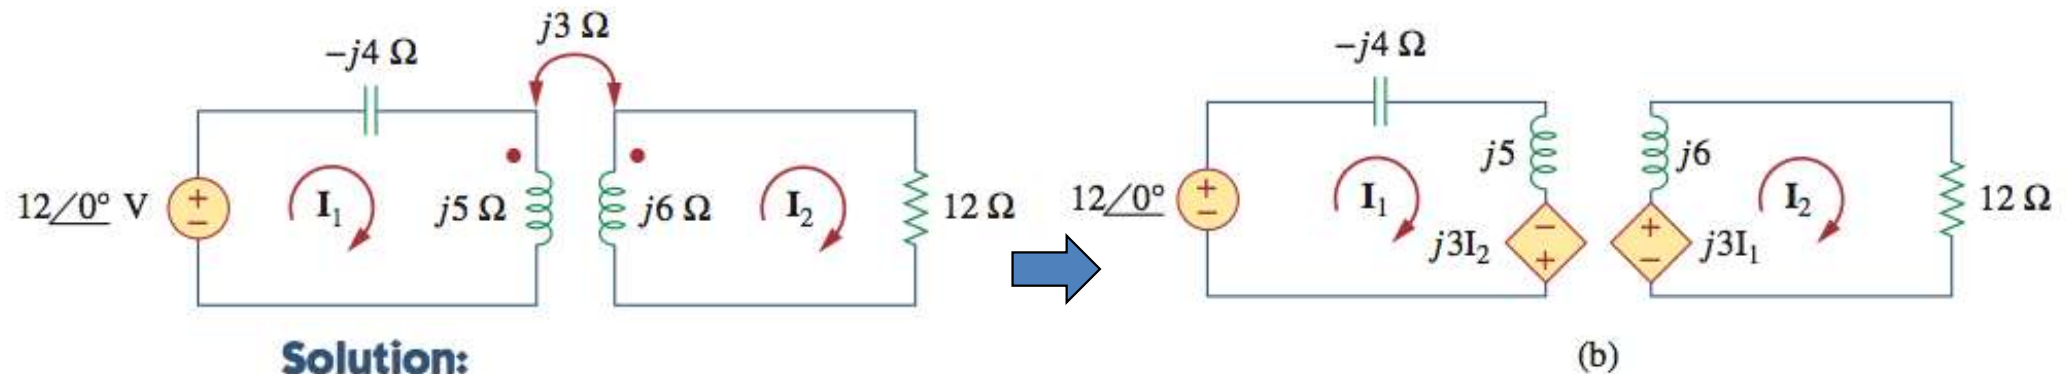 j3 Ω
−j4 Ω
12/0° V
+
−
I₁
j5 Ω
j6 Ω
I₂
12 Ω
−j4 Ω
12/0°
+
−
I₁
j5
j3I₂
−
+
j6
+
−
j3I₁
I₂
12 Ω
Solution:
(b)